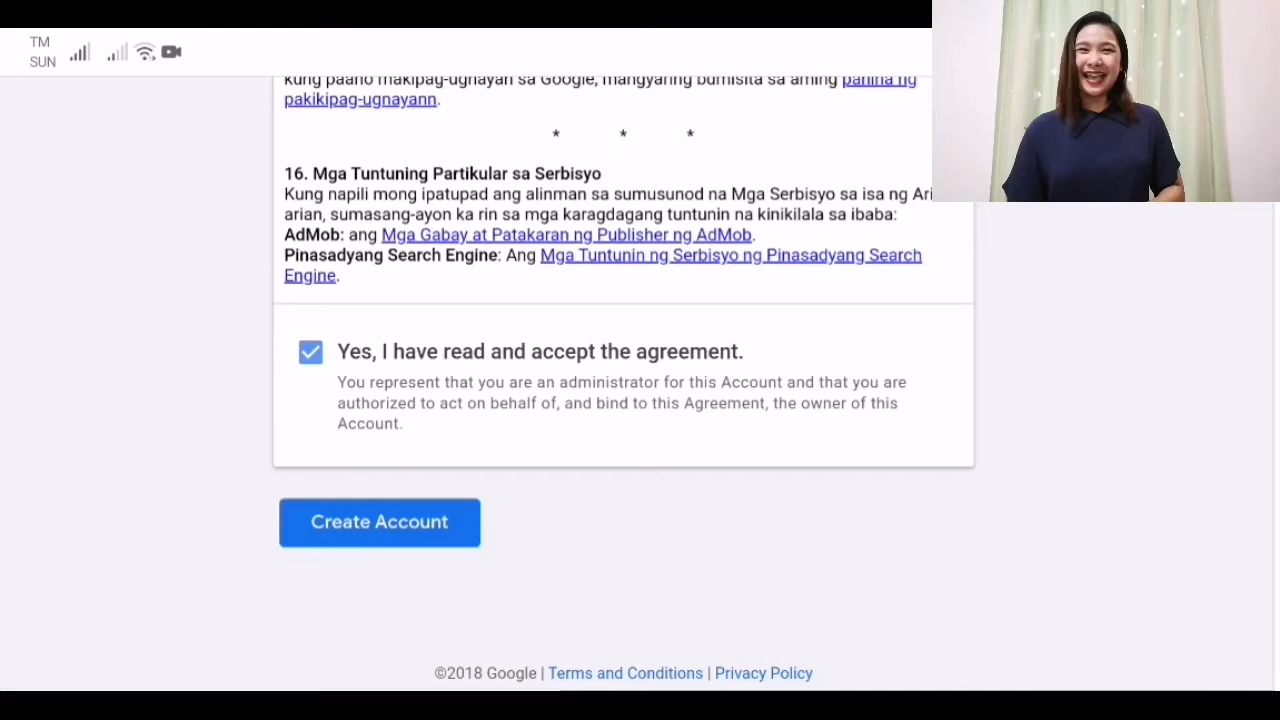 TM
SUN
kung paano makipag-ugnayan sa Google, mangyaring bumisita sa aming pahina ng
pakikipag-ugnayann.
* * *
16. Mga Tuntuning Partikular sa Serbisyo
Kung napili mong ipatupad ang alinman sa sumusunod na Mga Serbisyo sa isa ng Ari
arian, sumasang-ayon ka rin sa mga karagdagang tuntunin na kinikilala sa ibaba:
AdMob: ang Mga Gabay at Patakaran ng Publisher ng AdMob.
Pinasadyang Search Engine: Ang Mga Tuntunin ng Serbisyo ng Pinasadyang Search
Engine.
Yes, I have read and accept the agreement.
You represent that you are an administrator for this Account and that you are
authorized to act on behalf of, and bind to this Agreement, the owner of this
Account.
Create Account
©2018 Google | Terms and Conditions | Privacy Policy